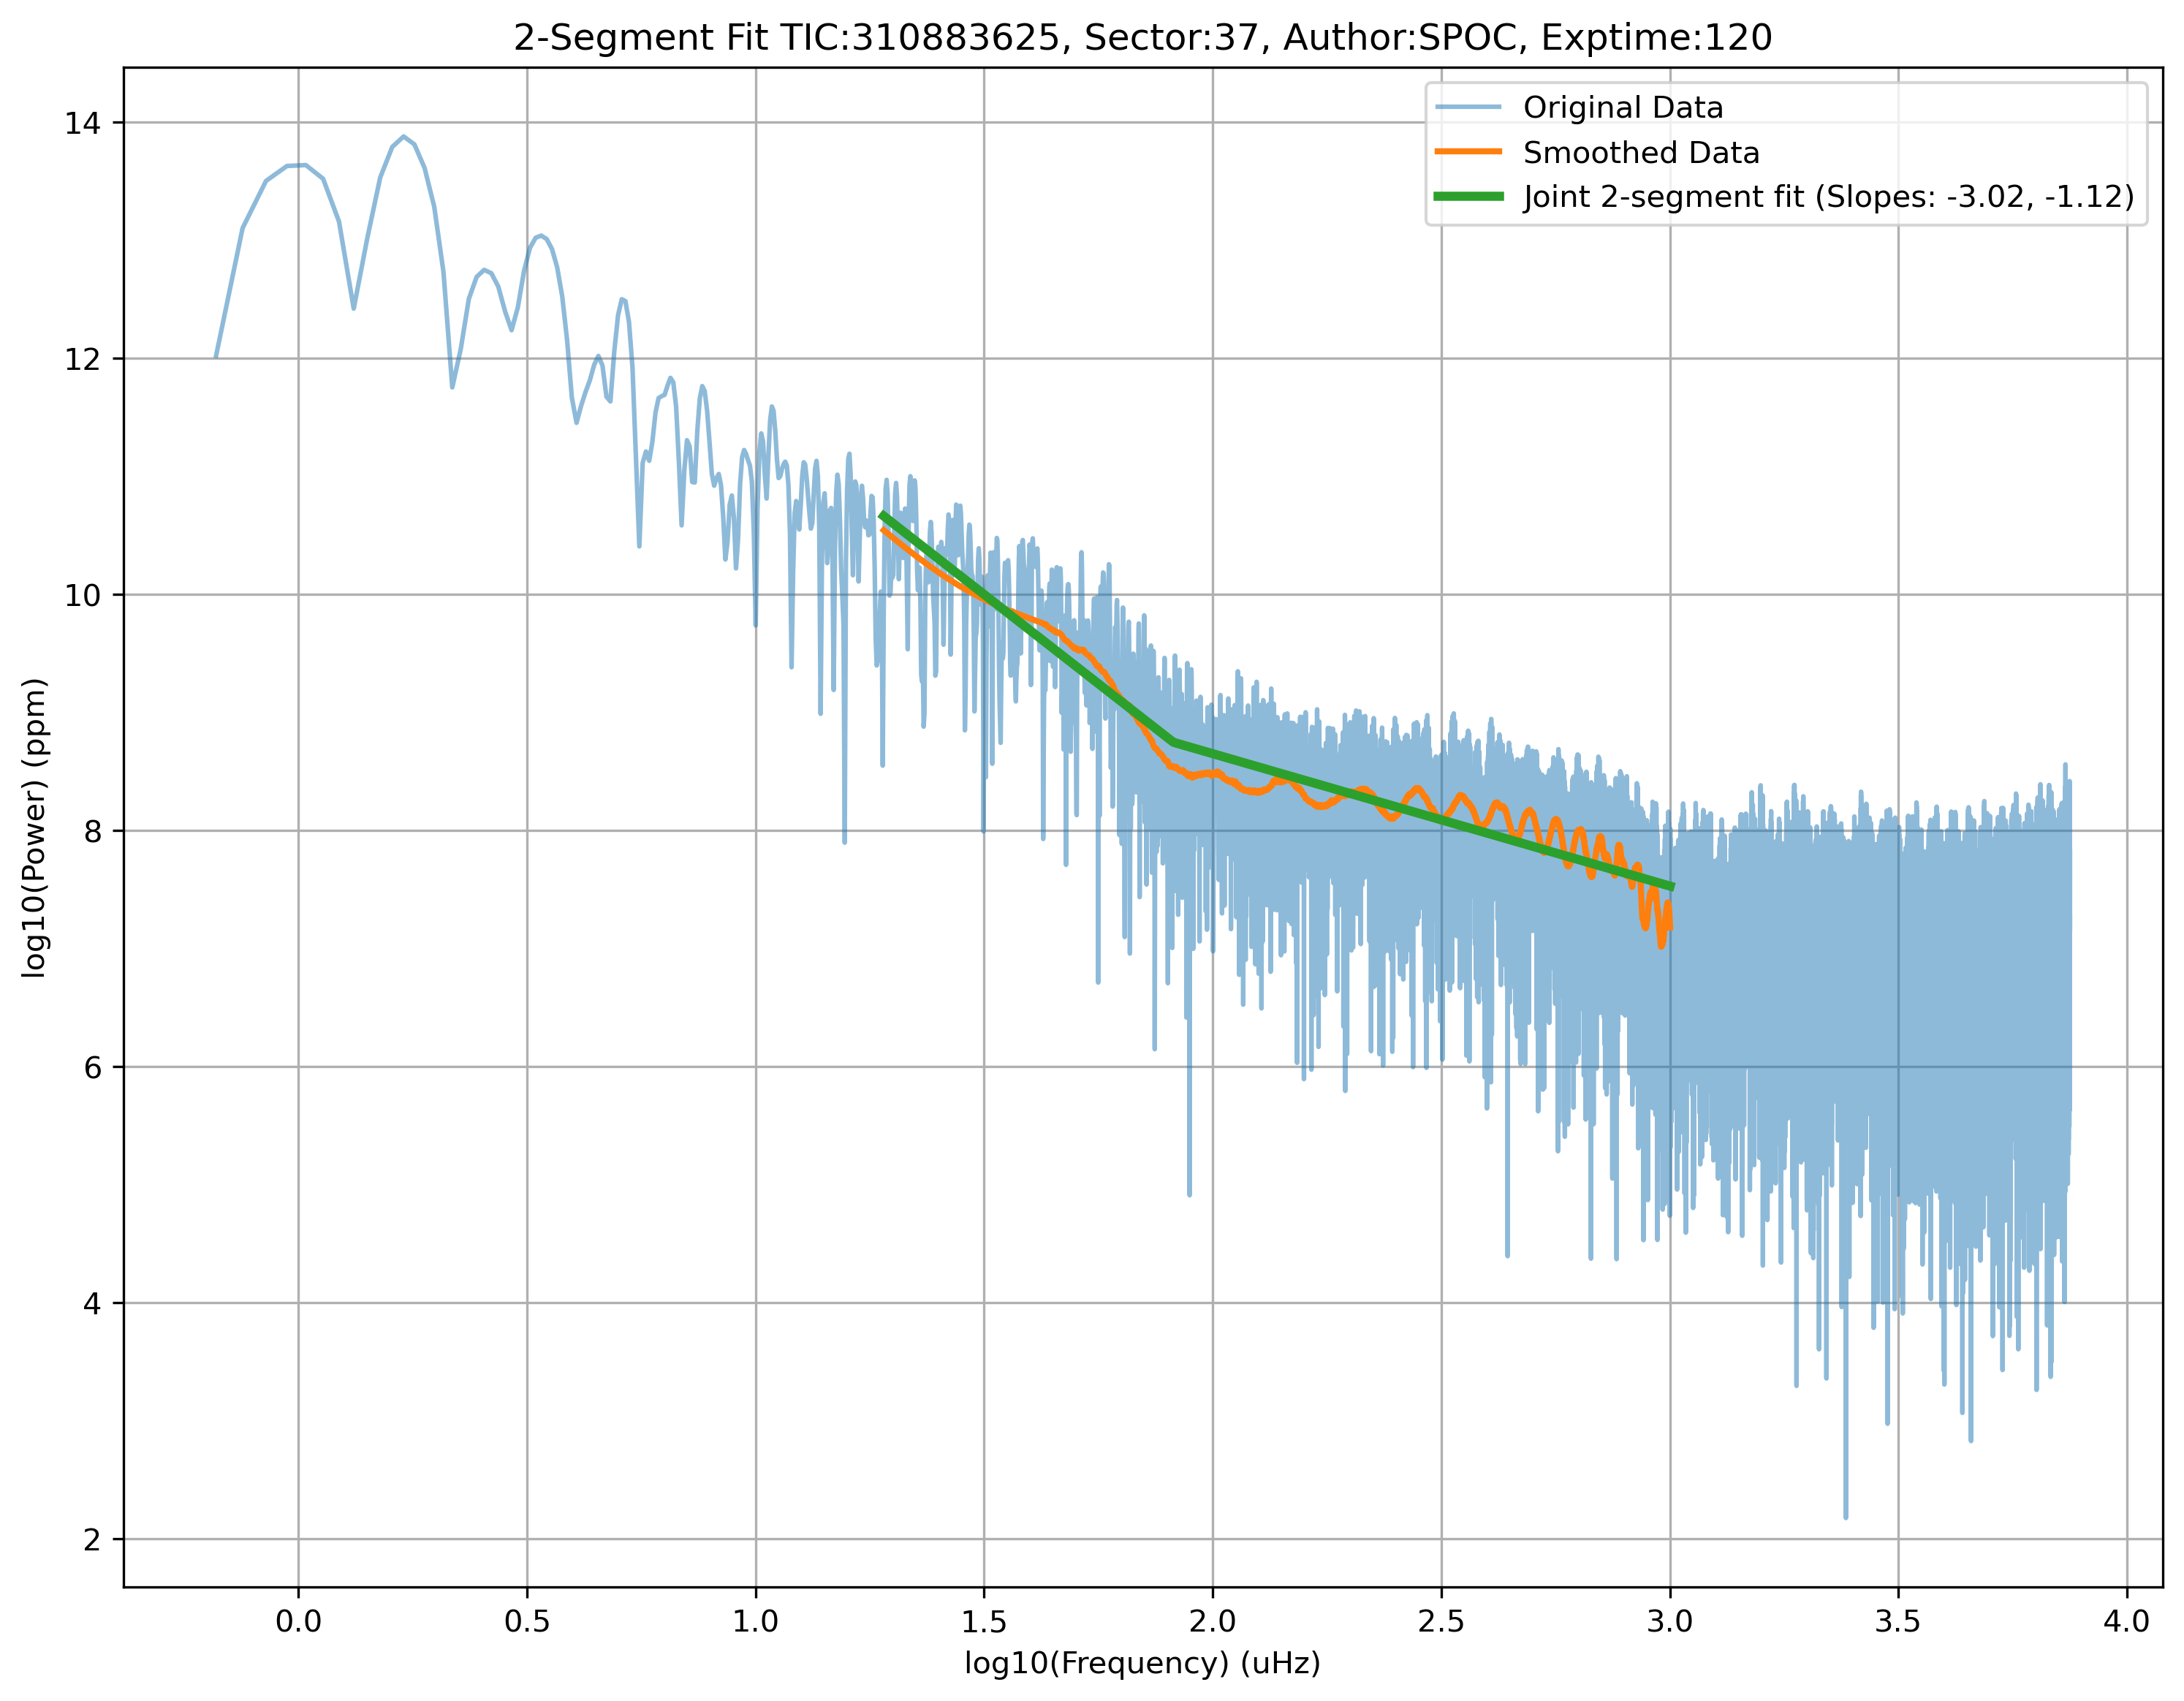 2-Segment Fit TIC:310883625, Sector:37, Author:SPOC, Exptime:120
Original Data
Smoothed Data
Joint 2-segment fit (Slopes: -3.02, -1.12)
log10(Power) (ppm)
14
12
10
8
6
4
2
0.0 0.5 1.0 1.5 2.0 2.5 3.0 3.5 4.0
log10(Frequency) (uHz)